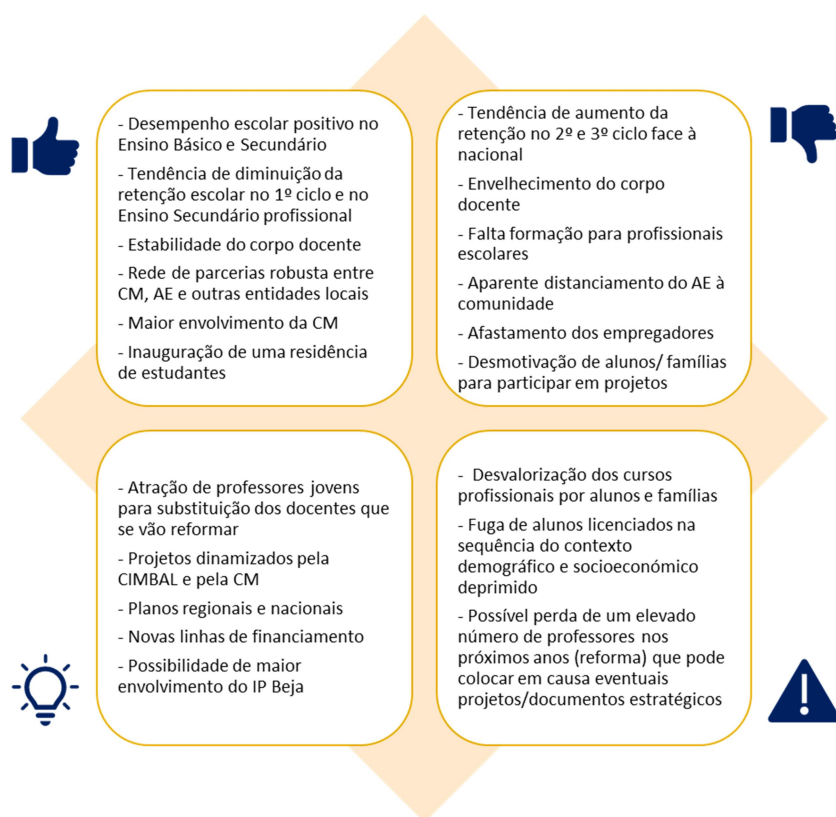 - Desempenho escolar positivo no
Ensino Básico e Secundário
- Tendência de diminuição da
retenção escolar no 1º ciclo e no
Ensino Secundário profissional
- Estabilidade do corpo docente
- Rede de parcerias robusta entre
CM, AE e outras entidades locais
- Maior envolvimento da CM
- Inauguração de uma residência
de estudantes
- Tendência de aumento da
retenção no 2º e 3º ciclo face à
nacional
- Envelhecimento do corpo
docente
- Falta formação para profissionais
escolares
- Aparente distanciamento do AE à
comunidade
- Afastamento dos empregadores
- Desmotivação de alunos/ famílias
para participar em projetos
- Atração de professores jovens
para substituição dos docentes que
se vão reformar
- Projetos dinamizados pela
CIMBAL e pela CM
- Planos regionais e nacionais
- Novas linhas de financiamento
- Possibilidade de maior
envolvimento do IP Beja
- Desvalorização dos cursos
profissionais por alunos e famílias
- Fuga de alunos licenciados na
sequência do contexto
demográfico e socioeconómico
deprimido
- Possível perda de um elevado
número de professores nos
próximos anos (reforma) que pode
colocar em causa eventuais
projetos/documentos estratégicos